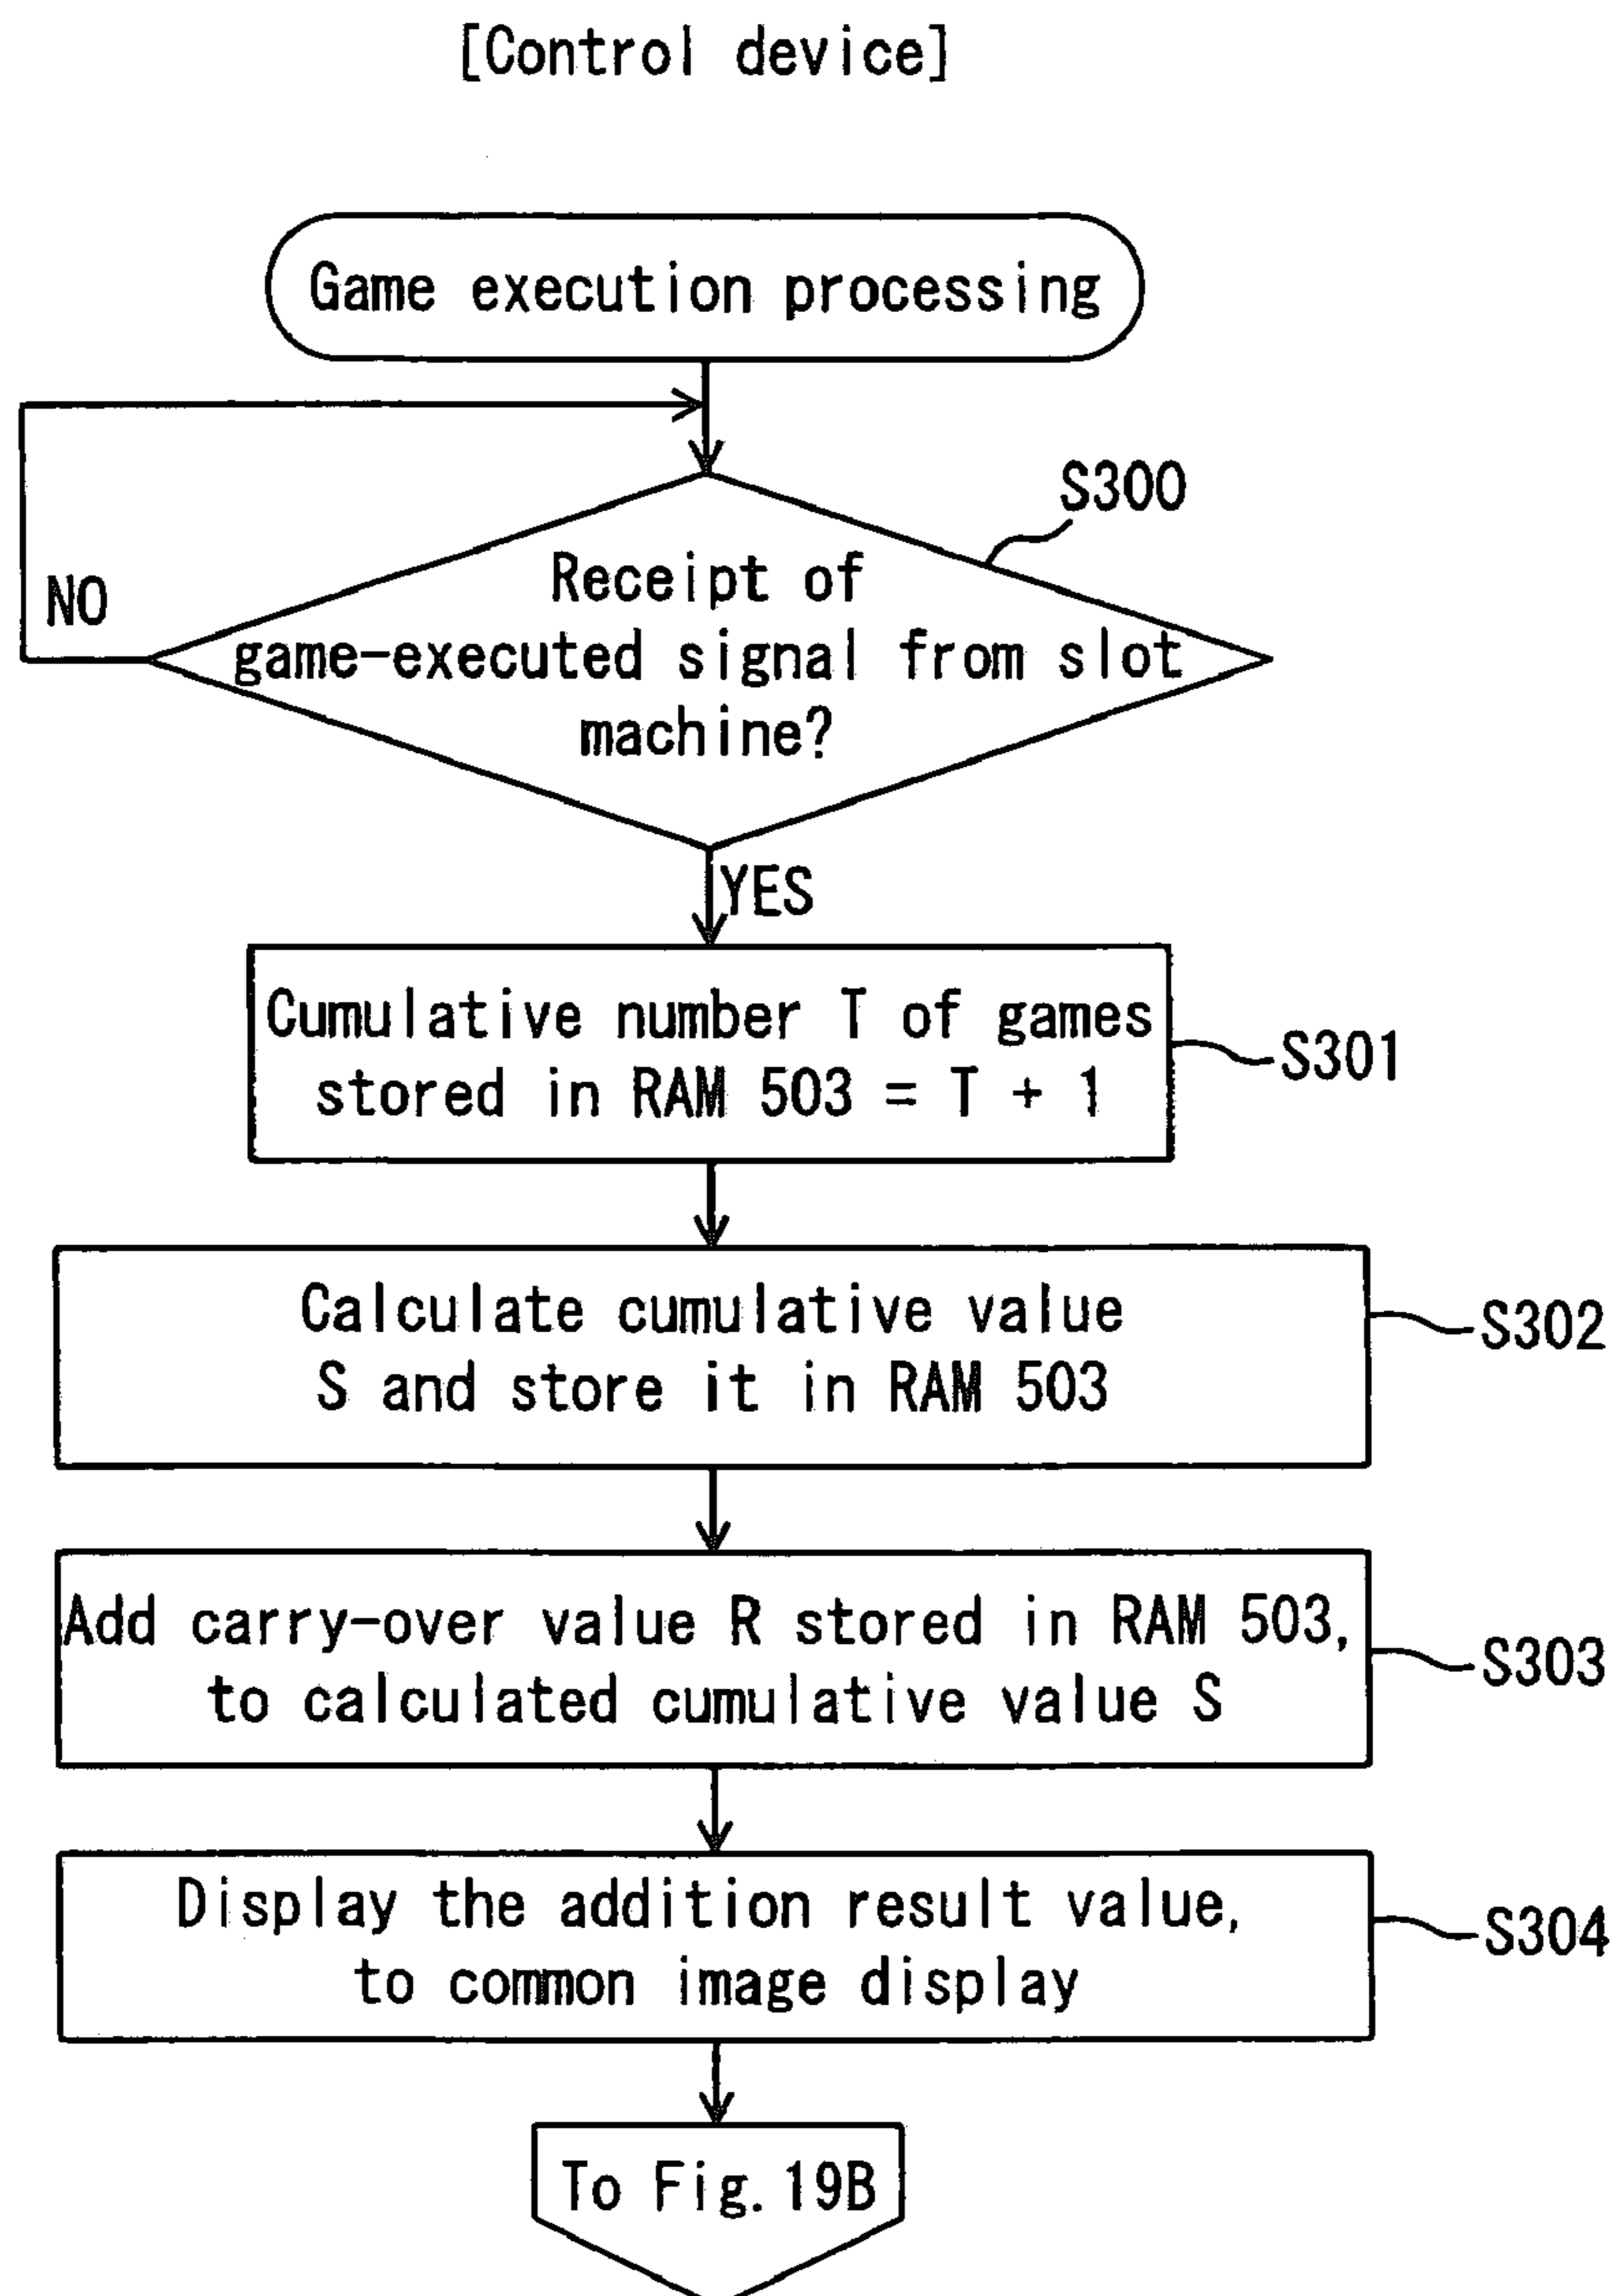 [Control device]
Game execution processing
S300
Receipt of
game-executed signal from slot
machine?
NO
YES
Cumulative number T of games
stored in RAM 503 = T + 1
S301
Calculate cumulative value
S and store it in RAM 503
S302
Add carry-over value R stored in RAM 503,
to calculated cumulative value S
S303
Display the addition result value,
to common image display
S304
To Fig. 19B